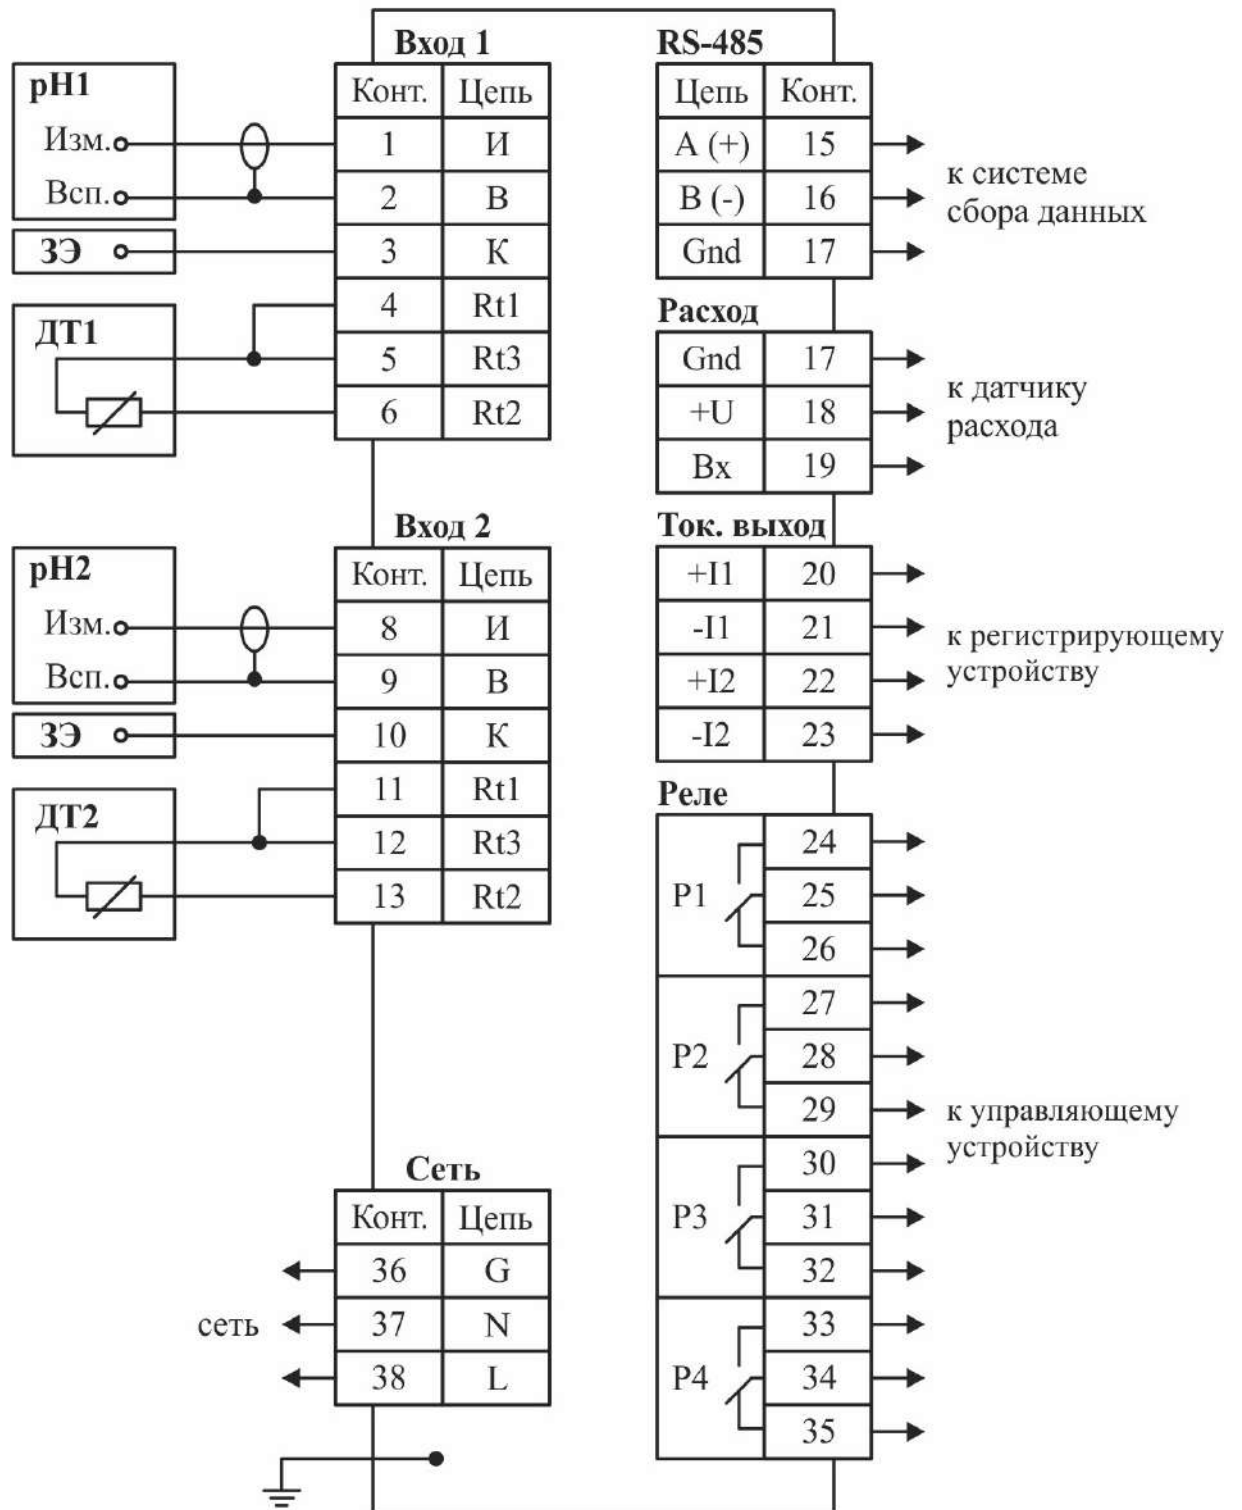 Вход 1
pH1
Изм.
Всп.
ЗЭ
ДТ1
Конт. Цепь
1 И
2 В
3 К
4 Rt1
5 Rt3
6 Rt2
Вход 2
pH2
Изм.
Всп.
ЗЭ
ДТ2
Конт. Цепь
8 И
9 В
10 К
11 Rt1
12 Rt3
13 Rt2
Сеть
Конт. Цепь
36 G
сеть 37 N
38 L
RS-485
Цепь Конт.
A (+) 15
B (-) 16
Gnd 17
к системе
сбора данных
Расход
Gnd 17
+U 18
Вх 19
к датчику
расхода
Ток. выход
+I1 20
-I1 21
+I2 22
-I2 23
к регистрирующему
устройству
Реле
P1
24
25
26
P2
27
28
29
P3
30
31
32
P4
33
34
35
к управляющему
устройству